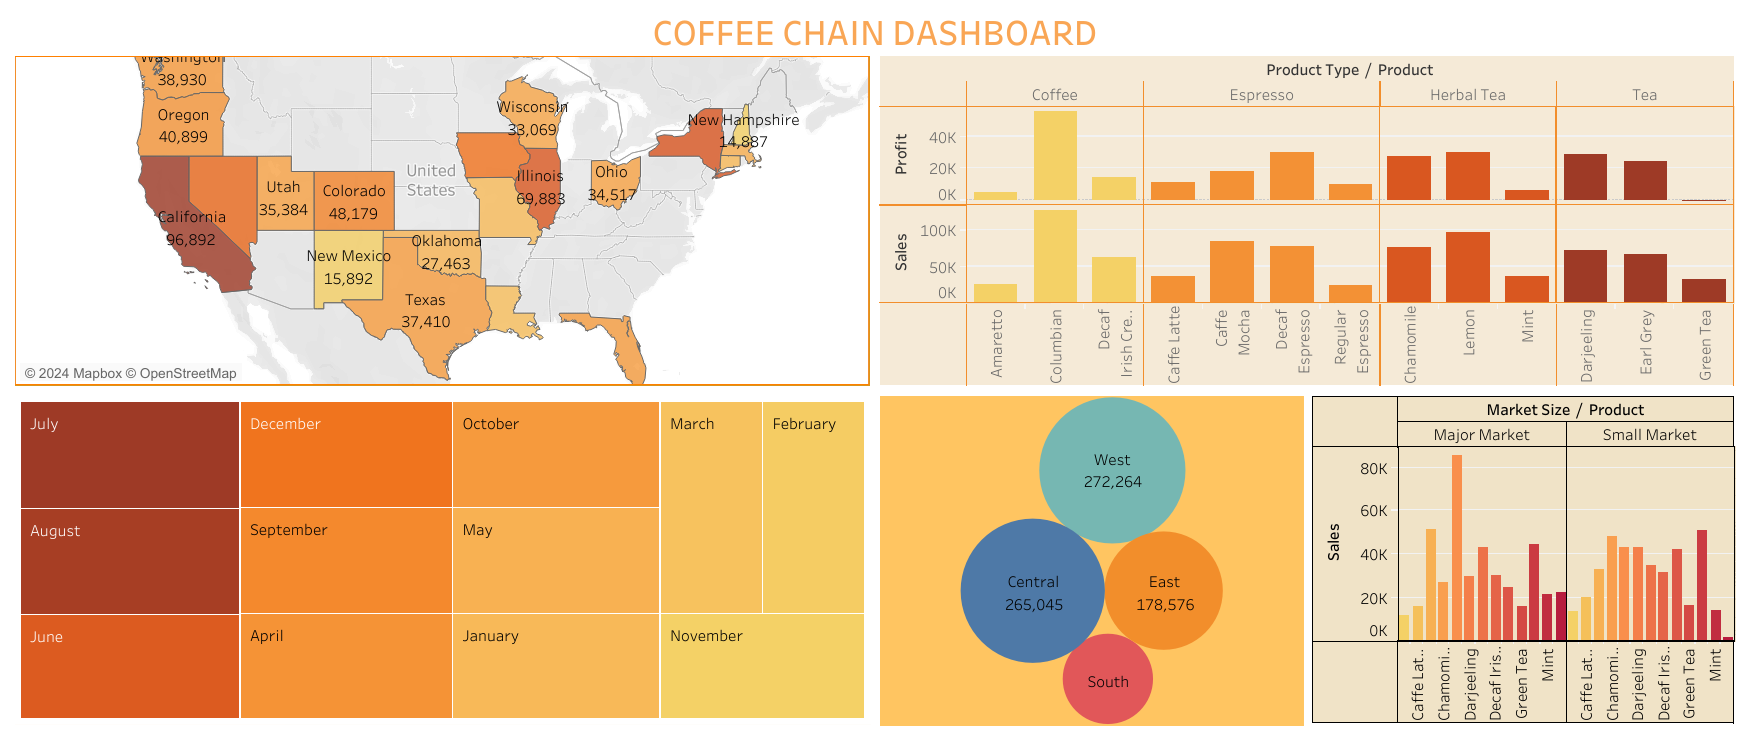 COFFEE CHAIN DASHBOARD
Washington
38,930
Oregon
40,899
California
96,892
Utah
35,384
Colorado
48,179
New Mexico
15,892
United
States
Oklahoma
27,463
Texas
37,410
Wisconsin
33,069
Illinois
69,883
Ohio
34,517
New Hampshire
14,887
© 2024 Mapbox © OpenStreetMap
Product Type / Product
Coffee
Espresso
Herbal Tea
Tea
Profit
40K
20K
0K
Sales
100K
50K
0K
Amaretto
Columbian
Decaf
Irish Cre..
Caffe Latte
Caffe
Mocha
Decaf
Espresso
Regular
Espresso
Chamomile
Lemon
Mint
Darjeeling
Earl Grey
Green Tea
July
August
June
December
September
April
October
May
January
March
February
November
West
272,264
Central
265,045
East
178,576
South
Market Size / Product
Major Market
Small Market
Sales
80K
60K
40K
20K
0K
Caffe Lat..
Chamomi..
Darjeeling
Decaf Iris..
Green Tea
Mint
Caffe Lat..
Chamomi..
Darjeeling
Decaf Iris..
Green Tea
Mint